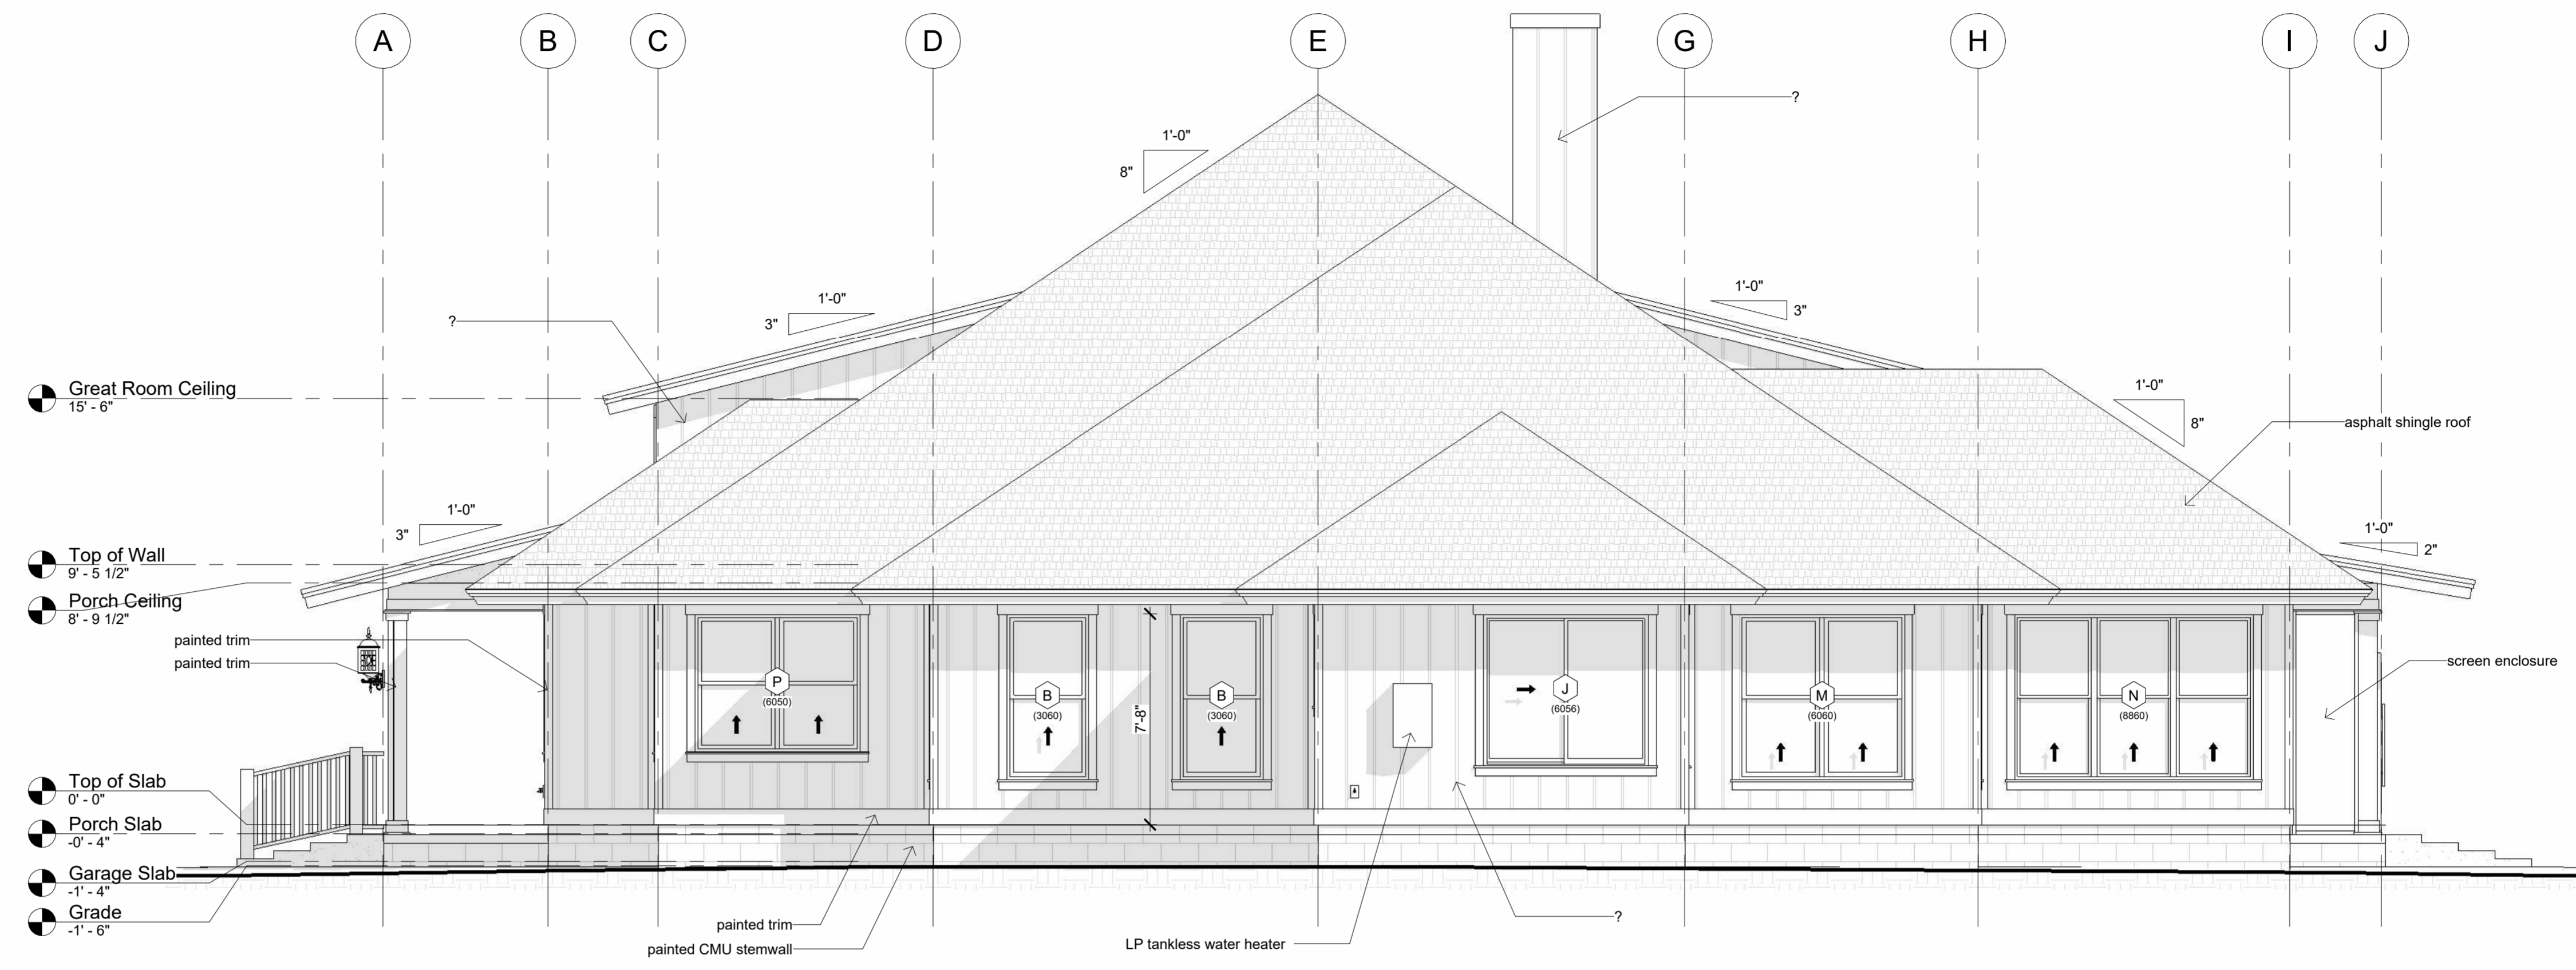 A
B
C
D
E
G
H
I
J
?
1'-0"
8"
1'-0"
3"
1'-0"
3"
?
Great Room Ceiling
15' - 6"
1'-0"
8"
asphalt shingle roof
1'-0"
3"
1'-0"
2"
Top of Wall
9' - 5 1/2"
Porch Ceiling
8' - 9 1/2"
painted trim
painted trim
screen enclosure
P
(6050)
B
(3060)
7'-8"
B
(3060)
J
(6056)
M
(6060)
N
(8860)
Top of Slab
0' - 0"
Porch Slab
-0' - 4"
Garage Slab
-1' - 4"
Grade
-1' - 6"
painted trim
painted CMU stemwall
LP tankless water heater
?